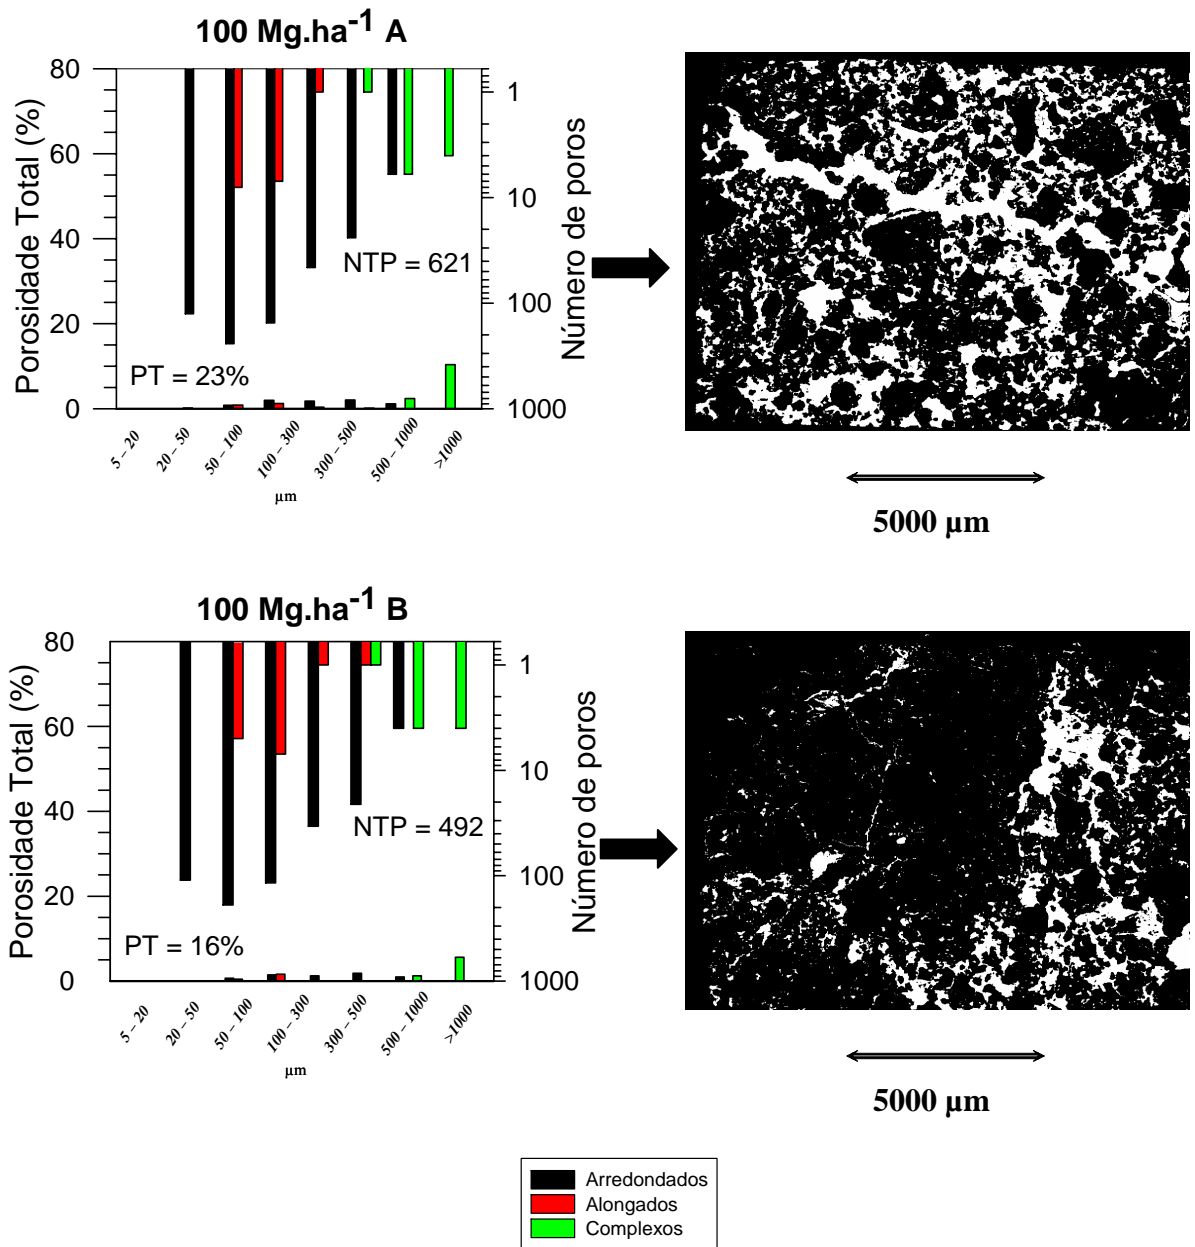 100 Mg.ha⁻¹ A
Porosidade Total (%)
80
60
40
20
0
Número de poros
1
10
100
1000
NTP = 621
PT = 23%
5 – 20
20 – 50
50 – 100
100 – 300
300 – 500
500 – 1000
>1000
µm
5000 µm
100 Mg.ha⁻¹ B
Porosidade Total (%)
80
60
40
20
0
Número de poros
1
10
100
1000
NTP = 492
PT = 16%
5 – 20
20 – 50
50 – 100
100 – 300
300 – 500
500 – 1000
>1000
µm
5000 µm
Arredondados
Alongados
Complexos